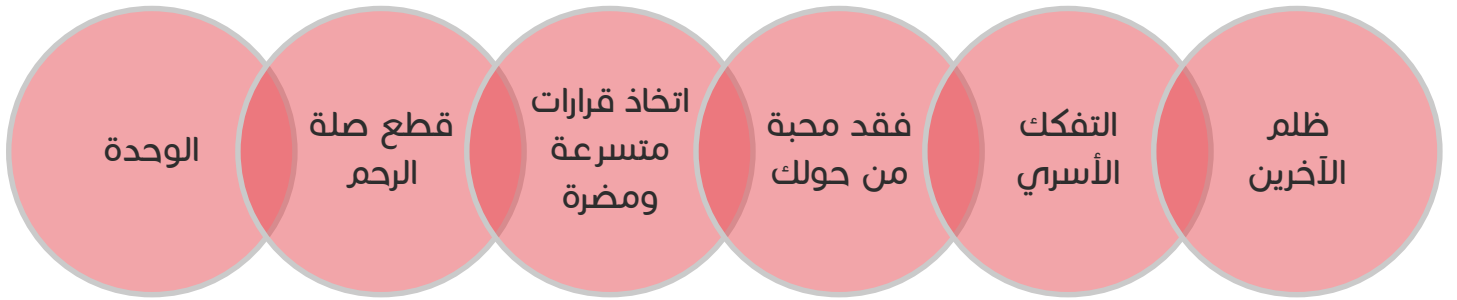 ظلم
الآخرين
التفكك
الأسري
فقد محبة
من حولك
اتخاذ قرارات
متسرعة
ومضرة
قطع صلة
الرحم
الوحدة